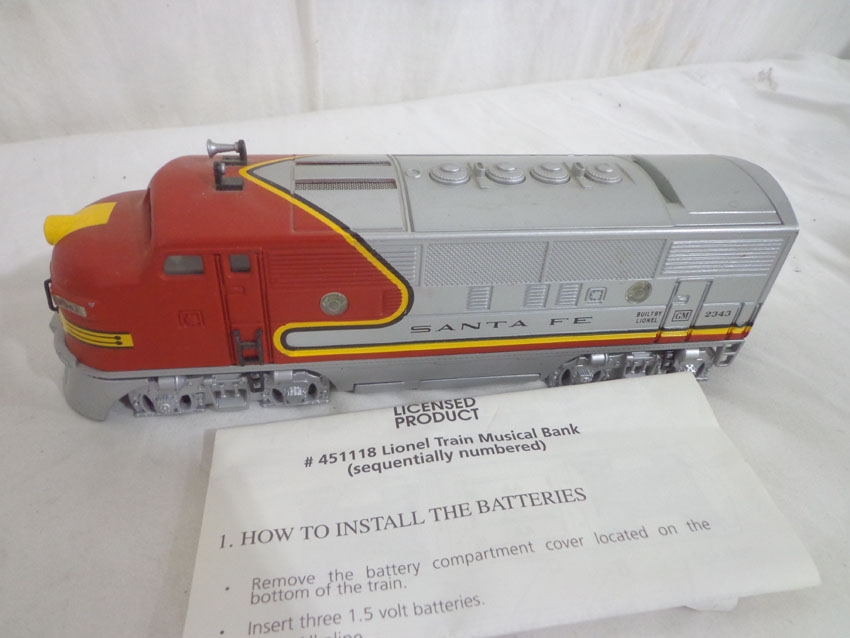 SANTA FE
BUILT BY
LIONEL
GM
2343
LICENSED
PRODUCT
# 451118 Lionel Train Musical Bank
(sequentially numbered)
1. HOW TO INSTALL THE BATTERIES
• Remove the battery compartment cover located on the
bottom of the train.
• Insert three 1.5 volt batteries.